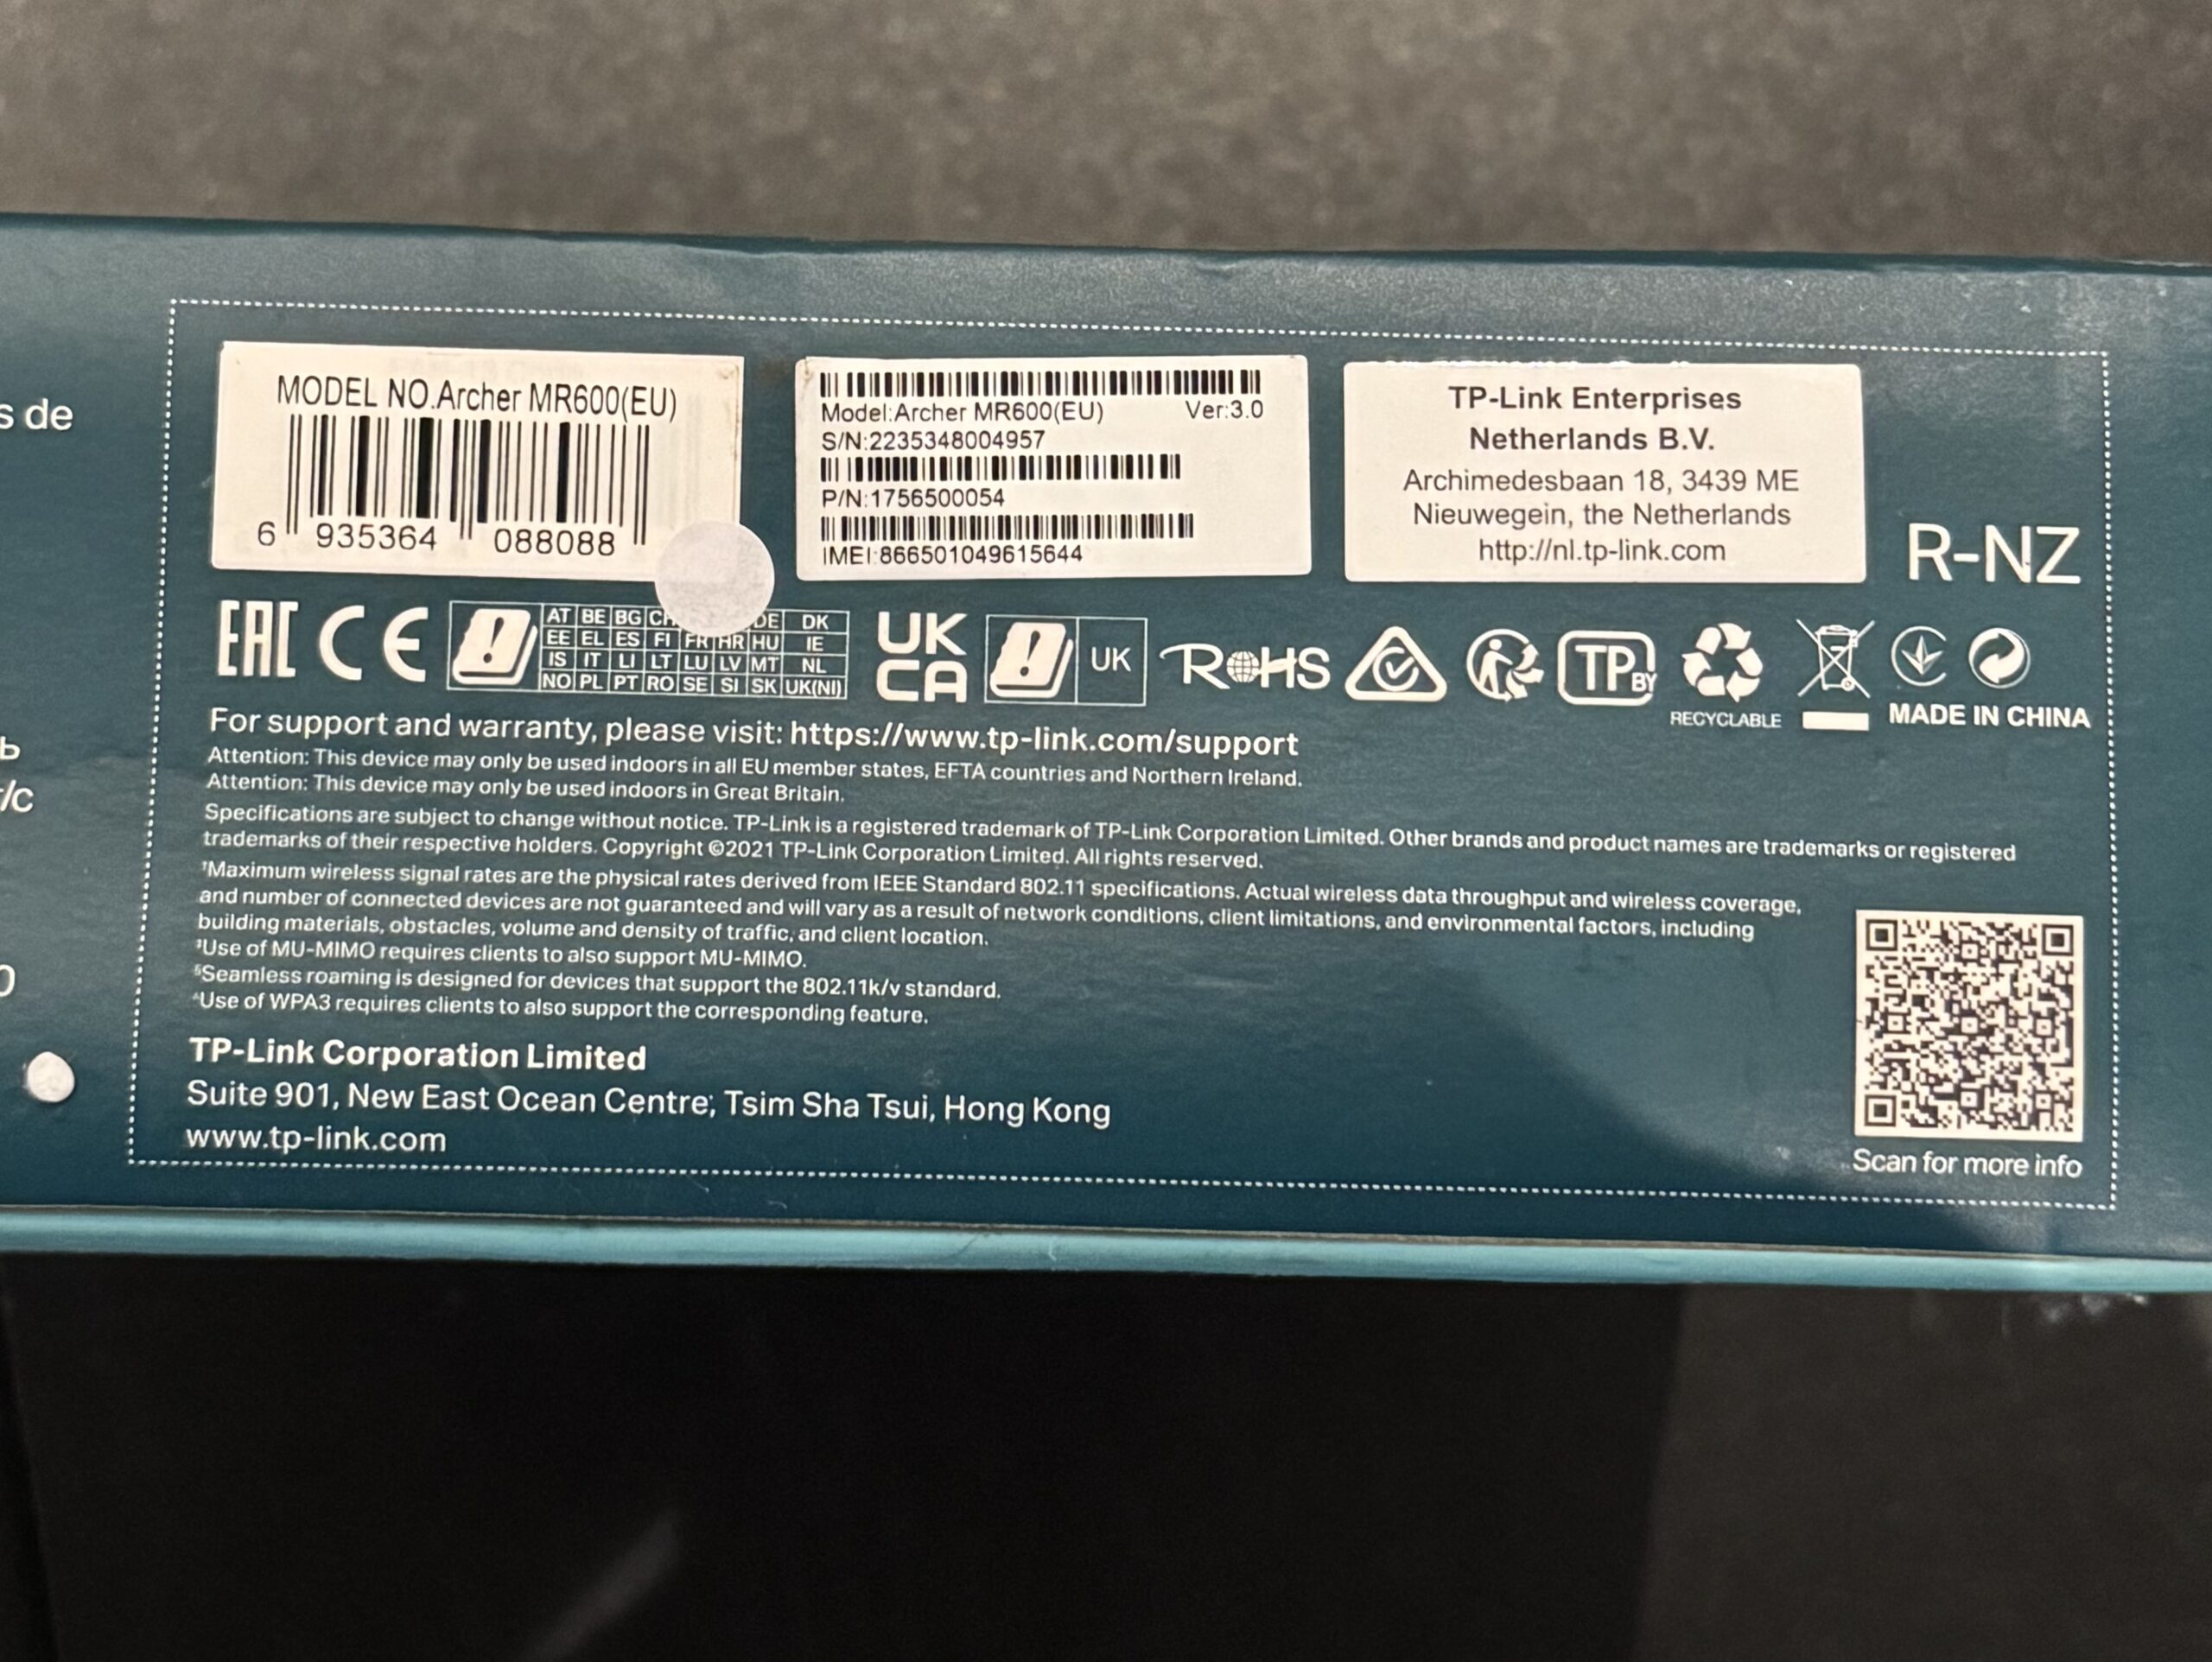 s de
ь
/c
0
MODEL NO.Archer MR600(EU)
6 935364 088088
Model:Archer MR600(EU) Ver:3.0
S/N:2235348004957
P/N:1756500054
IMEI:866501049615644
TP-Link Enterprises
Netherlands B.V.
Archimedesbaan 18, 3439 ME
Nieuwegein, the Netherlands
http://nl.tp-link.com
R-NZ
EAC CE
AT BE BG CH DE DK
EE EL ES FI FR HR HU IE
IS IT LI LT LU LV MT NL
NO PL PT RO SE SI SK UK(NI)
UK
CA
UK
RoHS
TP BY
RECYCLABLE
MADE IN CHINA
For support and warranty, please visit: https://www.tp-link.com/support
Attention: This device may only be used indoors in all EU member states, EFTA countries and Northern Ireland.
Attention: This device may only be used indoors in Great Britain.
Specifications are subject to change without notice. TP-Link is a registered trademark of TP-Link Corporation Limited. Other brands and product names are trademarks or registered
trademarks of their respective holders. Copyright ©2021 TP-Link Corporation Limited. All rights reserved.
†Maximum wireless signal rates are the physical rates derived from IEEE Standard 802.11 specifications. Actual wireless data throughput and wireless coverage,
and number of connected devices are not guaranteed and will vary as a result of network conditions, client limitations, and environmental factors, including
building materials, obstacles, volume and density of traffic, and client location.
‡Use of MU-MIMO requires clients to also support MU-MIMO.
§Seamless roaming is designed for devices that support the 802.11k/v standard.
^Use of WPA3 requires clients to also support the corresponding feature.
TP-Link Corporation Limited
Suite 901, New East Ocean Centre, Tsim Sha Tsui, Hong Kong
www.tp-link.com
Scan for more info